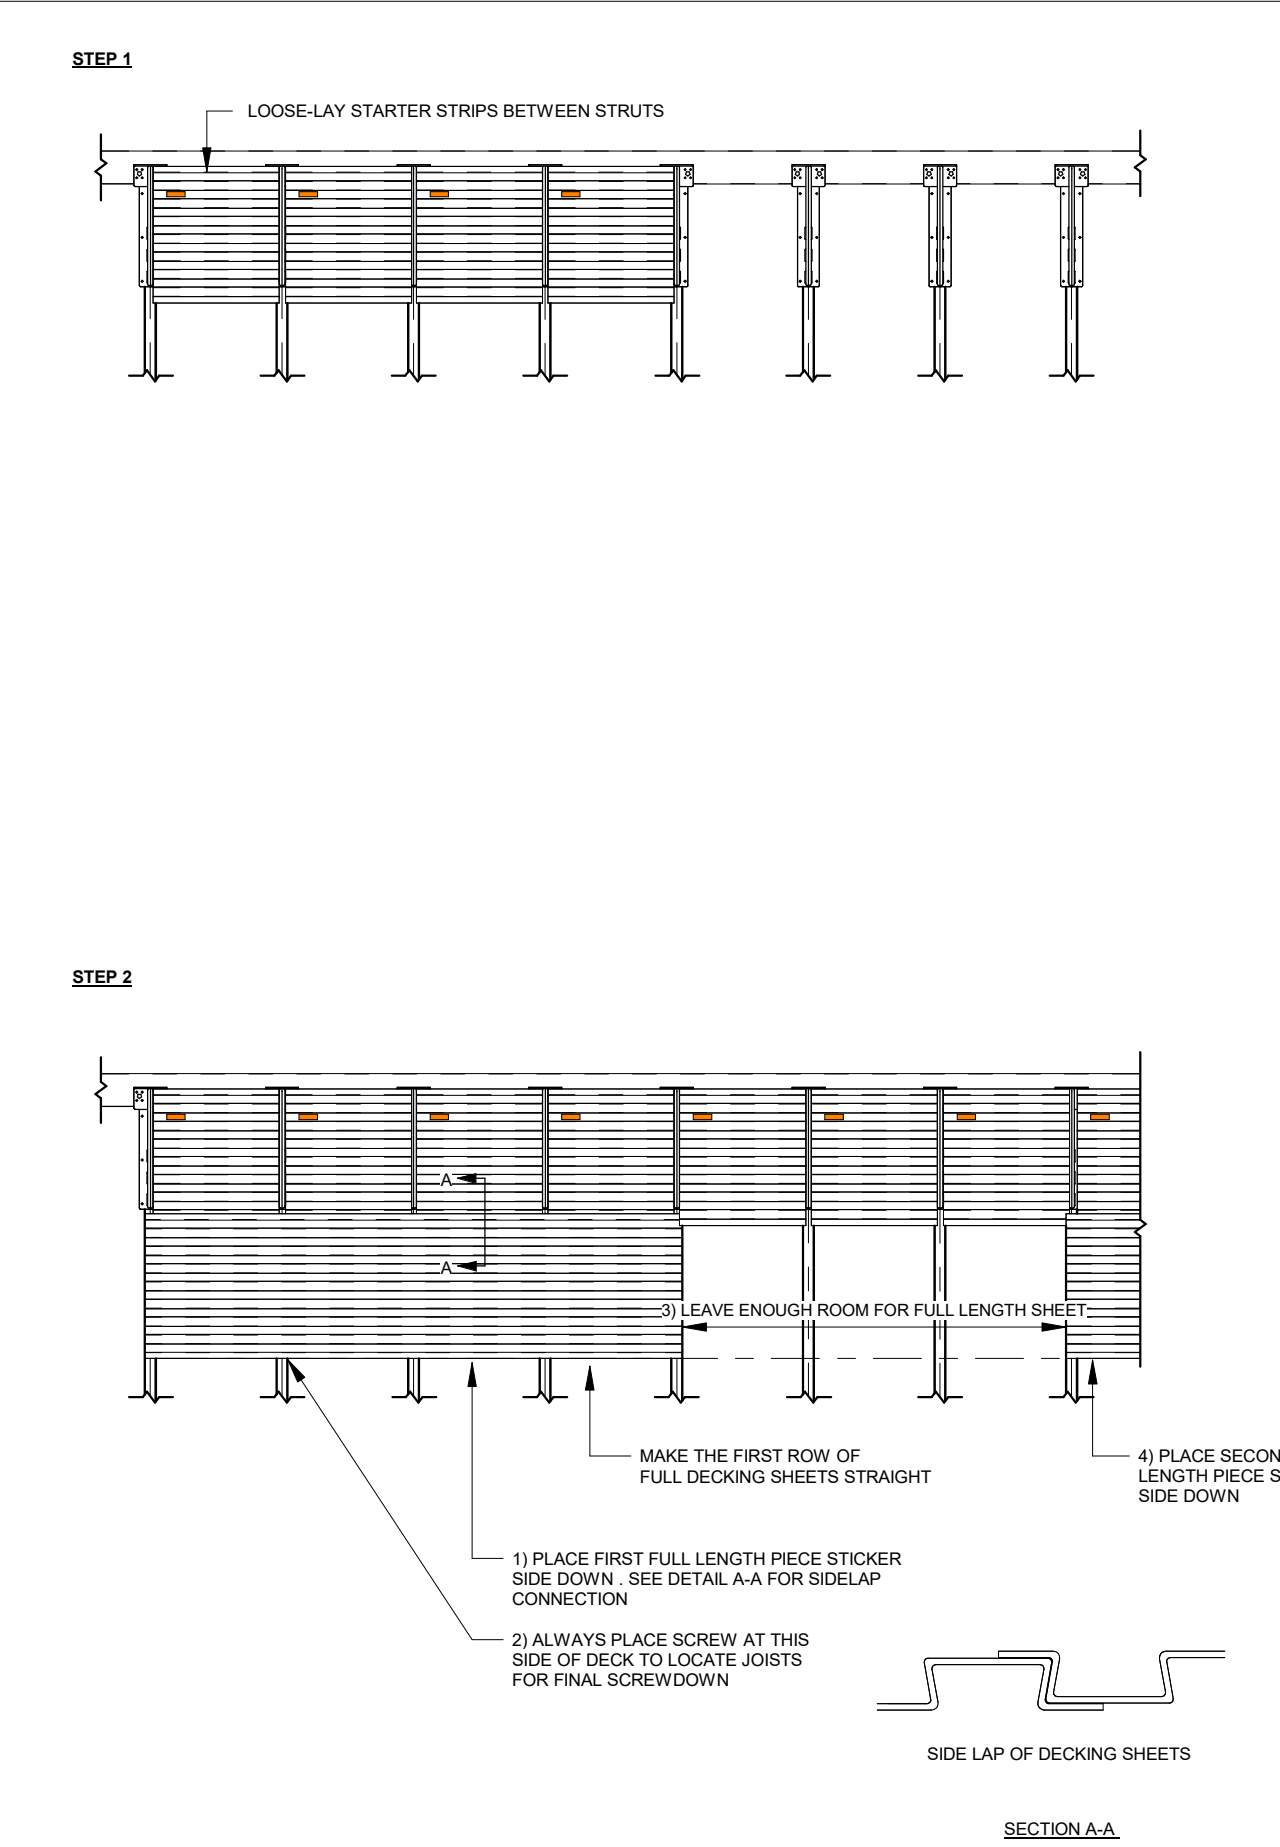 STEP 1
LOOSE-LAY STARTER STRIPS BETWEEN STRUTS
STEP 2
A
A
3) LEAVE ENOUGH ROOM FOR FULL LENGTH SHEET
MAKE THE FIRST ROW OF
FULL DECKING SHEETS STRAIGHT
4) PLACE SECON
LENGTH PIECE S
SIDE DOWN
1) PLACE FIRST FULL LENGTH PIECE STICKER
SIDE DOWN . SEE DETAIL A-A FOR SIDELAP
CONNECTION
2) ALWAYS PLACE SCREW AT THIS
SIDE OF DECK TO LOCATE JOISTS
FOR FINAL SCREWDOWN
SIDE LAP OF DECKING SHEETS
SECTION A-A